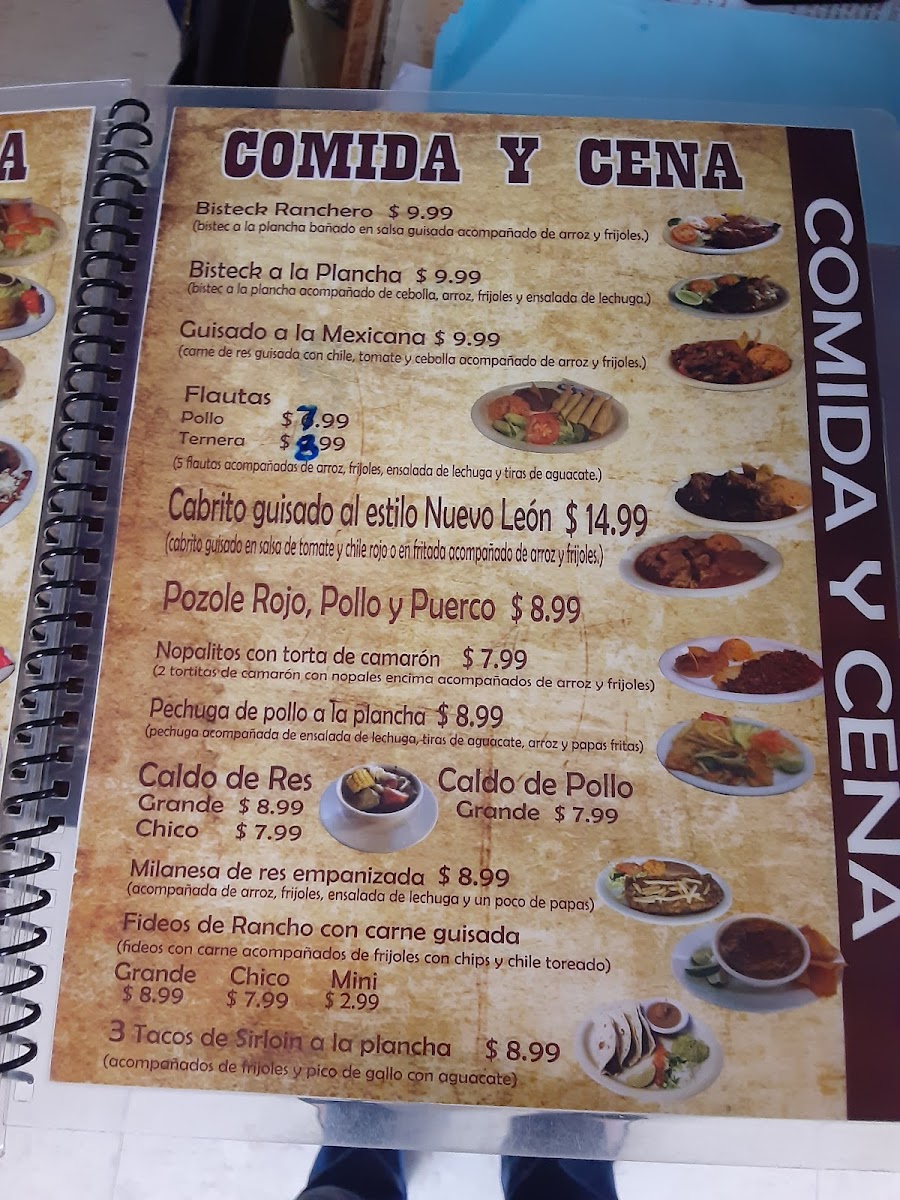 A
COMIDA Y CENA
Bisteck Ranchero $ 9.99
(bistec a la plancha bañado en salsa guisada acompañado de arroz y frijoles.)
Bisteck a la Plancha $ 9.99
(bistec a la plancha acompañado de cebolla, arroz, frijoles y ensalada de lechuga.)
Guisado a la Mexicana $ 9.99
(carne de res guisada con chile, tomate y cebolla acompañado de arroz y frijoles.)
Flautas
Pollo $ 7.99
Ternera $ 8.99
(5 flautas acompañadas de arroz, frijoles, ensalada de lechuga y tiras de aguacate.)
Cabrito guisado al estilo Nuevo León $ 14.99
(cabrito guisado en salsa de tomate y chile rojo o en fritada acompañado de arroz y frijoles.)
Pozole Rojo, Pollo y Puerco $ 8.99
Nopalitos con torta de camarón $ 7.99
(2 tortitas de camarón con nopales encima acompañados de arroz y frijoles)
Pechuga de pollo a la plancha $ 8.99
(pechuga acompañada de ensalada de lechuga, tiras de aguacate, arroz y papas fritas)
Caldo de Res
Grande $ 8.99
Chico $ 7.99
Caldo de Pollo
Grande $ 7.99
Milanesa de res empanizada $ 8.99
(acompañada de arroz, frijoles, ensalada de lechuga y un poco de papas)
Fideos de Rancho con carne guisada
(fideos con carne acompañados de frijoles con chips y chile toreado)
Grande Chico Mini
$ 8.99 $ 7.99 $ 2.99
3 Tacos de Sirloin a la plancha $ 8.99
(acompañados de frijoles y pico de gallo con aguacate)
COMIDA Y CENA